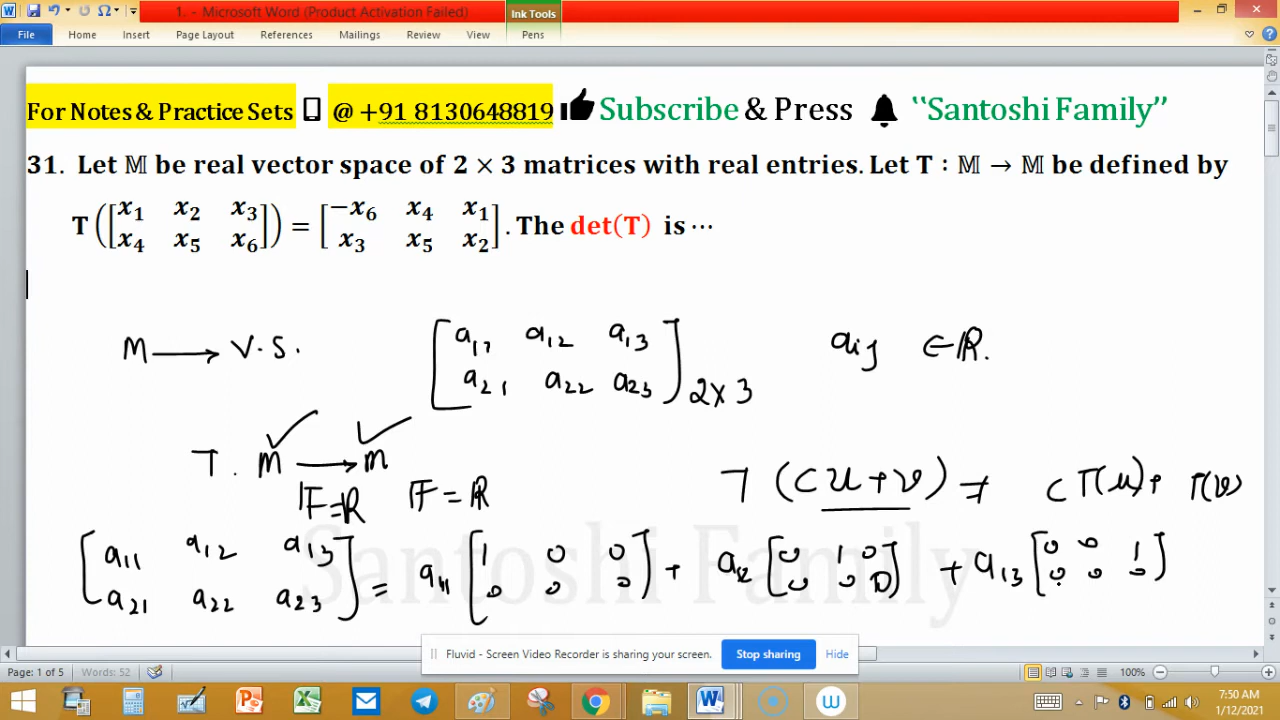 1. - Microsoft Word (Product Activation Failed)
Ink Tools
File Home Insert Page Layout References Mailings Review View Pens
For Notes & Practice Sets @ +91 8130648819 Subscribe & Press ‘‘Santoshi Family’’
31. Let 𝕄 be real vector space of 2 × 3 matrices with real entries. Let T : 𝕄 → 𝕄 be defined by
T([x₁ x₂ x₃ ; x₄ x₅ x₆]) = [−x₆ x₄ x₁ ; x₃ x₅ x₂]. The det(T) is ⋯
M → V.S. [a₁₁ a₁₂ a₁₃ ; a₂₁ a₂₂ a₂₃]₂ₓ₃ aᵢⱼ ∈ ℝ.
T. M → M
𝔽=ℝ 𝔽=ℝ
T (cu+v) = cT(u)+ T(v)
[a₁₁ a₁₂ a₁₃ ; a₂₁ a₂₂ a₂₃] = a₁₁ [1 0 0 ; 0 0 0] + a₁₂ [0 1 0 ; 0 0 0] + a₁₃ [0 0 1 ; 0 0 0]
Santoshi Family
Fluvid - Screen Video Recorder is sharing your screen. Stop sharing Hide
Page: 1 of 5 Words: 52 100%
7:50 AM
1/12/2021